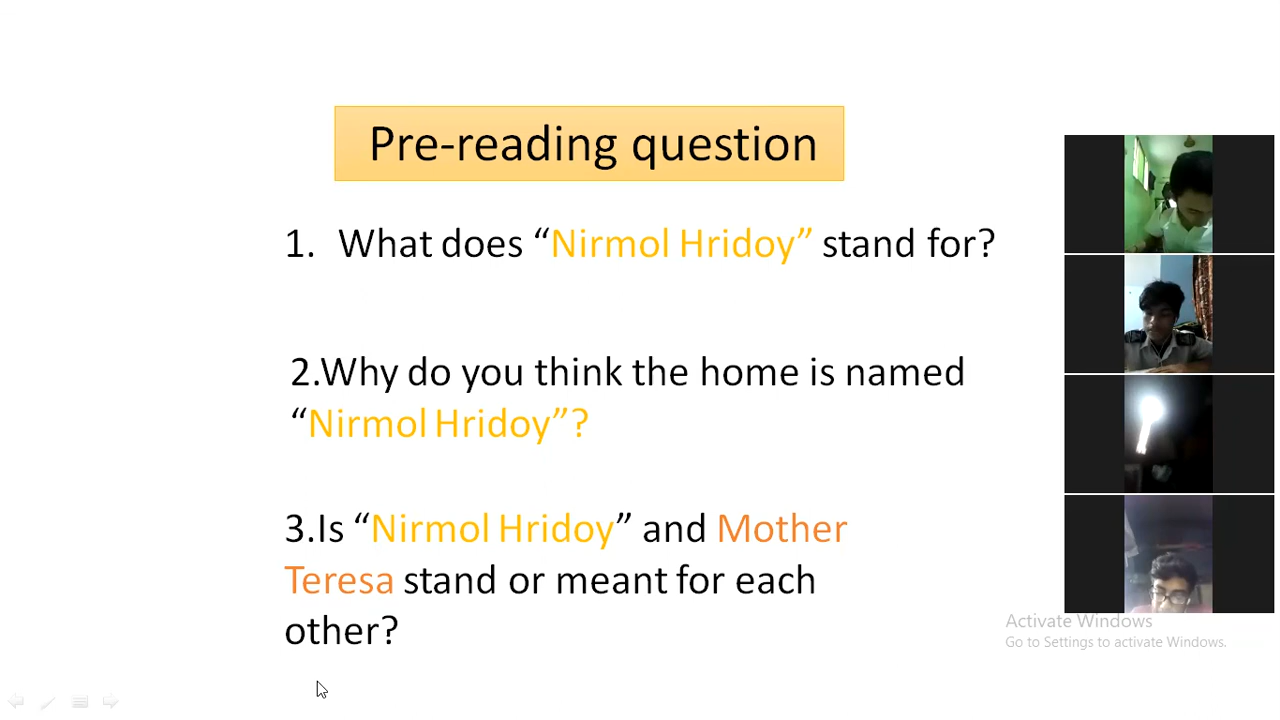 Pre-reading question
1. What does “Nirmol Hridoy” stand for?
2.Why do you think the home is named
“Nirmol Hridoy”?
3.Is “Nirmol Hridoy” and Mother
Teresa stand or meant for each
other?
Activate Windows
Go to Settings to activate Windows.